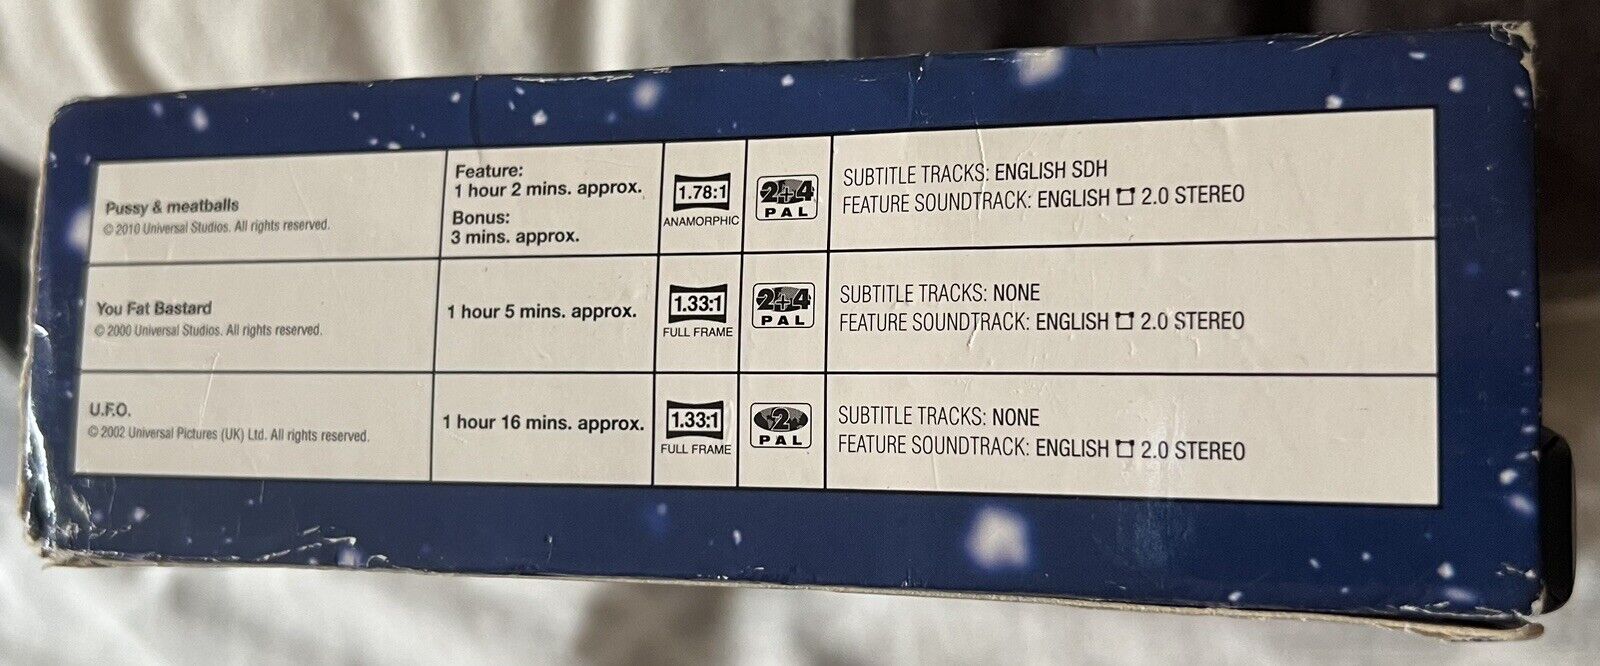 Pussy & meatballs
© 2010 Universal Studios. All rights reserved.
Feature:
1 hour 2 mins. approx.
Bonus:
3 mins. approx.
1.78:1
ANAMORPHIC
2+4
PAL
SUBTITLE TRACKS: ENGLISH SDH
FEATURE SOUNDTRACK: ENGLISH 2.0 STEREO
You Fat Bastard
© 2000 Universal Studios. All rights reserved.
1 hour 5 mins. approx.
1.33:1
FULL FRAME
2+4
PAL
SUBTITLE TRACKS: NONE
FEATURE SOUNDTRACK: ENGLISH 2.0 STEREO
U.F.O.
© 2002 Universal Pictures (UK) Ltd. All rights reserved.
1 hour 16 mins. approx.
1.33:1
FULL FRAME
2
PAL
SUBTITLE TRACKS: NONE
FEATURE SOUNDTRACK: ENGLISH 2.0 STEREO